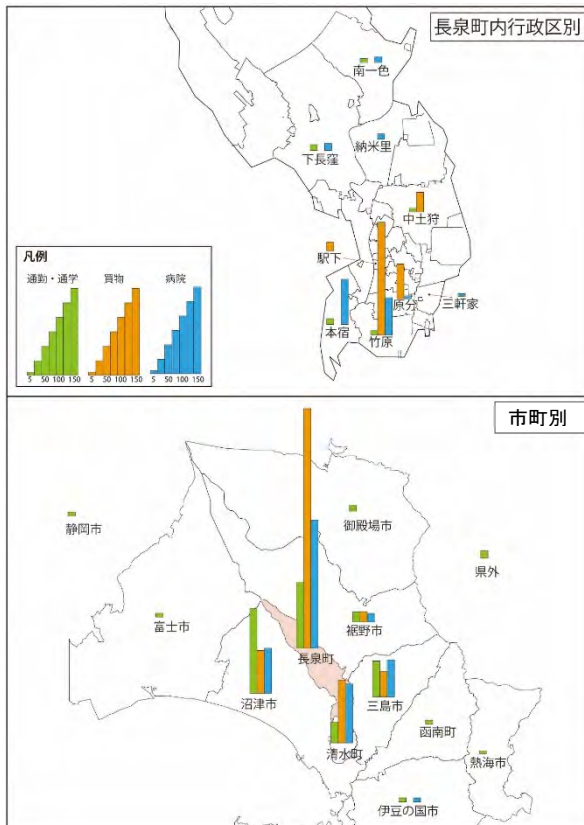 長泉町内行政区別
南一色
納米里
下長窪
中土狩
駅下
原分
三軒家
本宿
竹原
凡例
通勤・通学 買物 病院
5 50 100 150 5 50 100 150 5 50 100 150
市町別
静岡市
御殿場市
県外
富士市
裾野市
長泉町
沼津市
三島市
清水町
函南町
熱海市
伊豆の国市